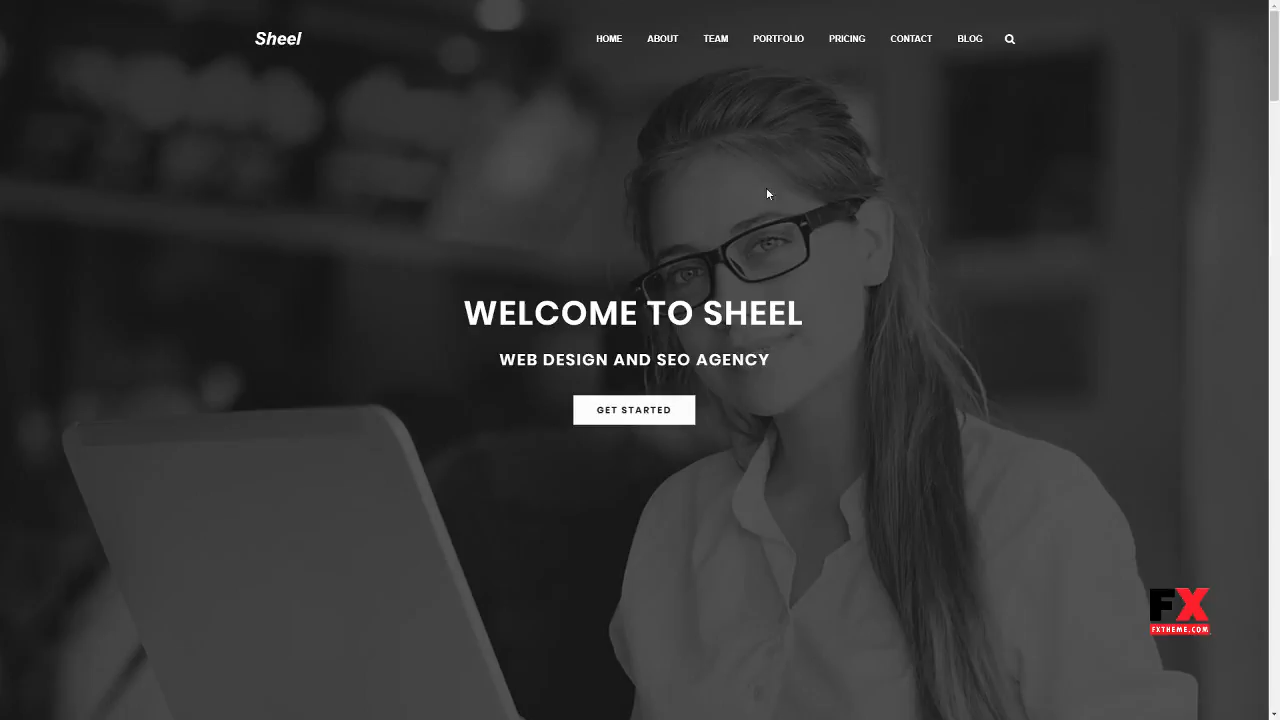 Sheel
HOME ABOUT TEAM PORTFOLIO PRICING CONTACT BLOG
WELCOME TO SHEEL
WEB DESIGN AND SEO AGENCY
GET STARTED
FX
FXTHEME.COM